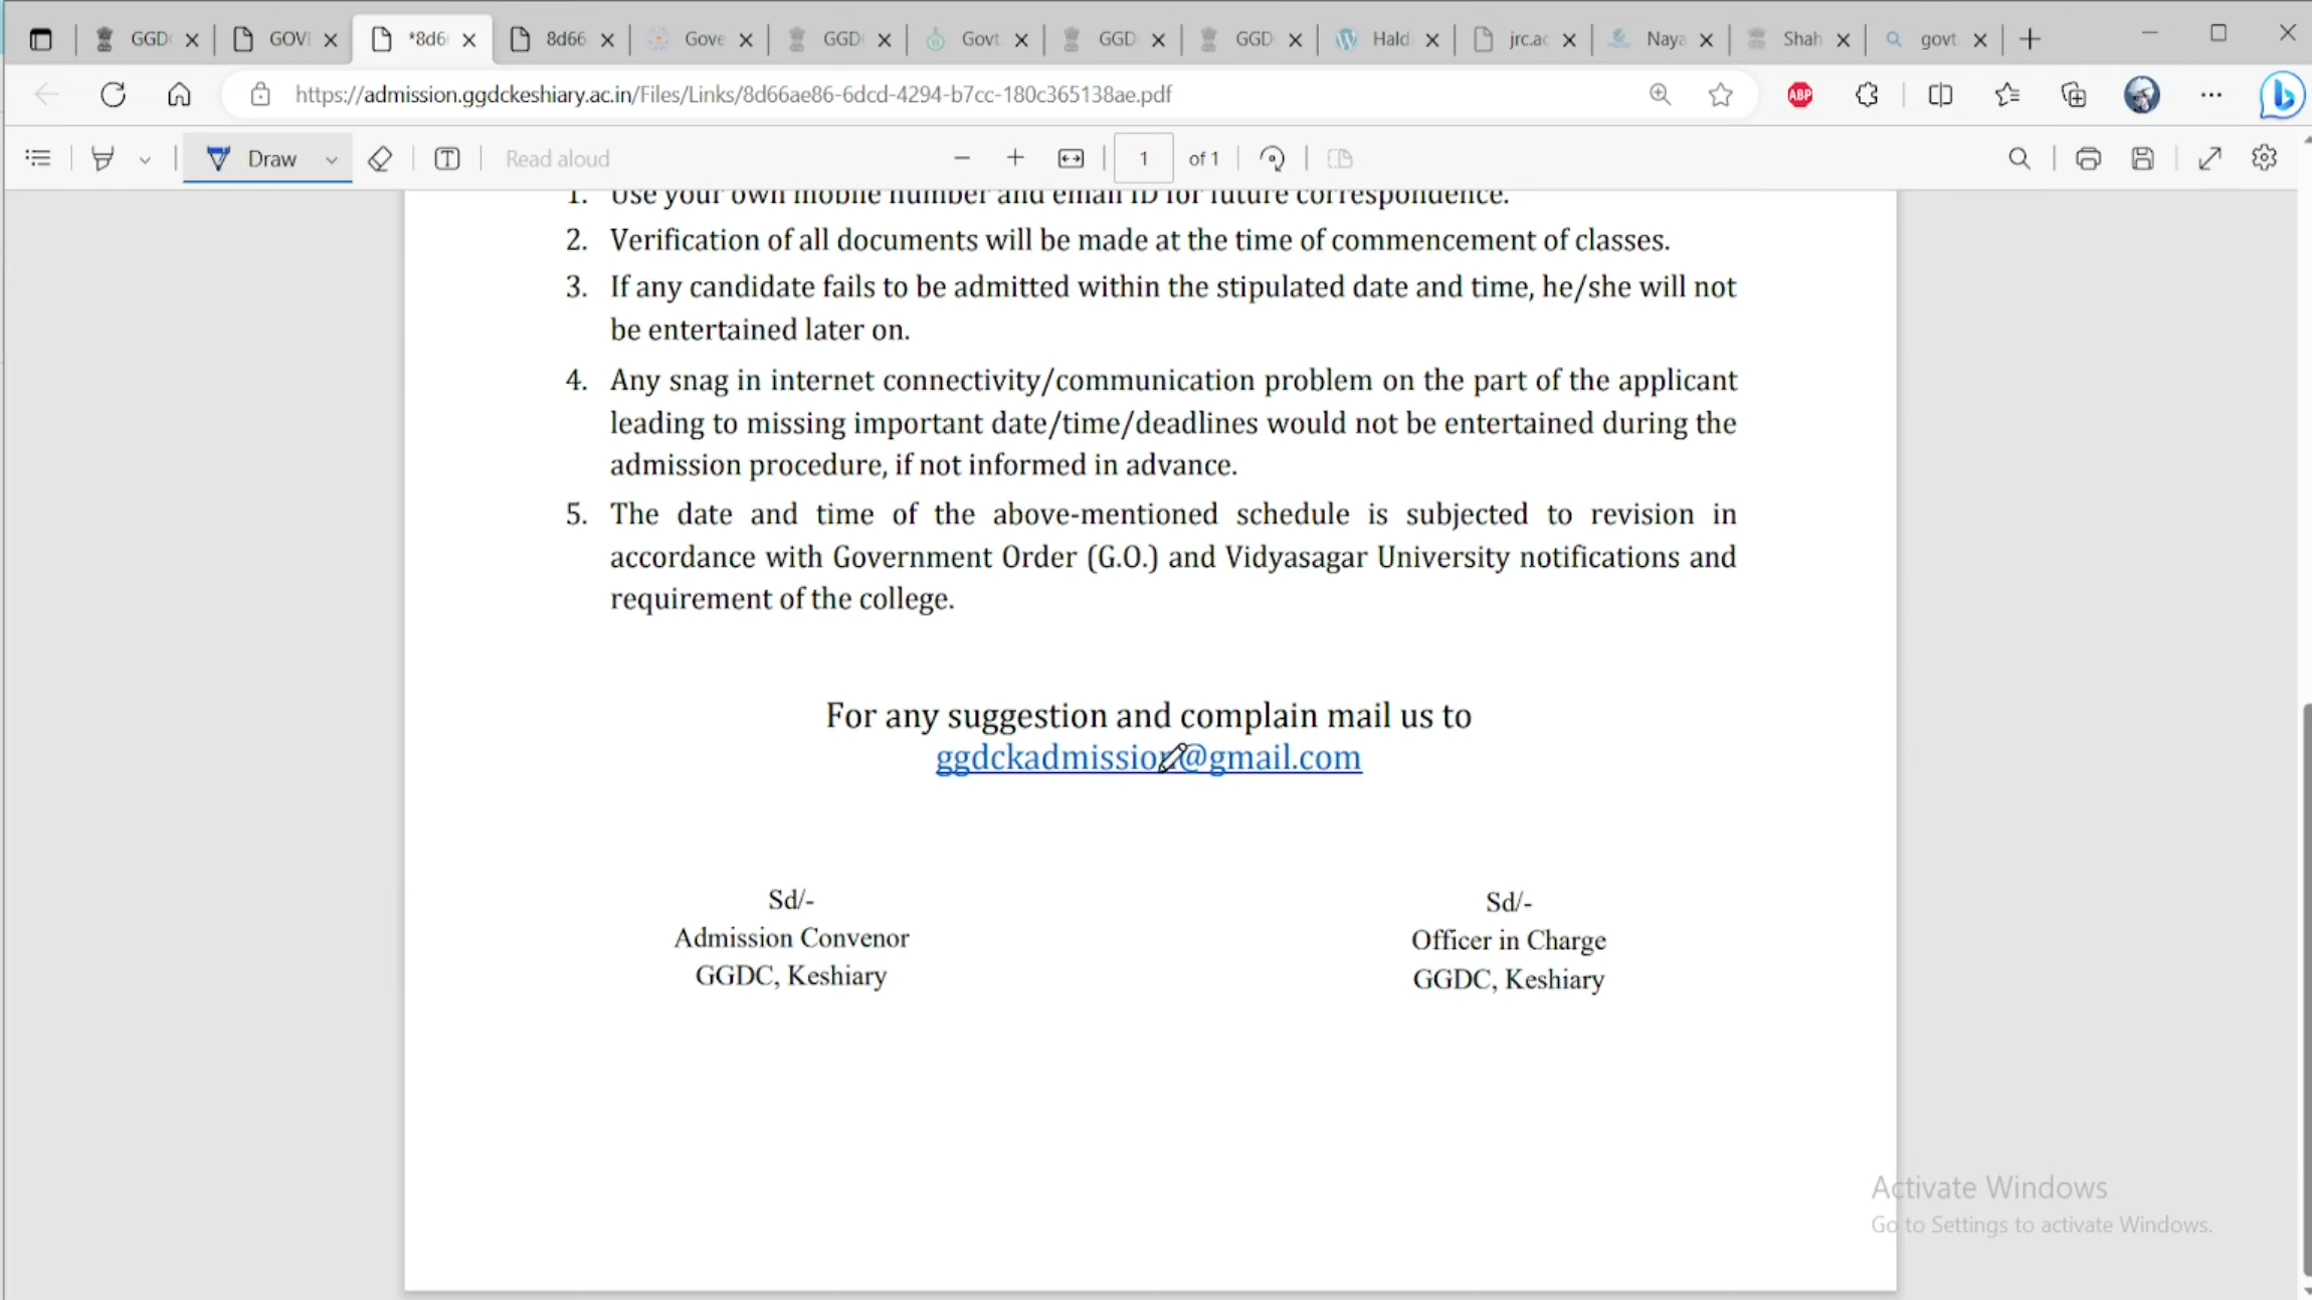 GGD
GOVI
*8d6
8d66
Gove
GGD
Govt.
GGD
GGD
Hald
jrc.ac
Naya
Shah
govt.
https://admission.ggdckeshiary.ac.in/Files/Links/8d66ae86-6dcd-4294-b7cc-180c365138ae.pdf
ABP
Draw
Read aloud
1 of 1
1. Use your own mobile number and email ID for future correspondence.
2. Verification of all documents will be made at the time of commencement of classes.
3. If any candidate fails to be admitted within the stipulated date and time, he/she will not
be entertained later on.
4. Any snag in internet connectivity/communication problem on the part of the applicant
leading to missing important date/time/deadlines would not be entertained during the
admission procedure, if not informed in advance.
5. The date and time of the above-mentioned schedule is subjected to revision in
accordance with Government Order (G.O.) and Vidyasagar University notifications and
requirement of the college.
For any suggestion and complain mail us to
ggdckadmission@gmail.com
Sd/-
Admission Convenor
GGDC, Keshiary
Sd/-
Officer in Charge
GGDC, Keshiary
Activate Windows
Go to Settings to activate Windows.